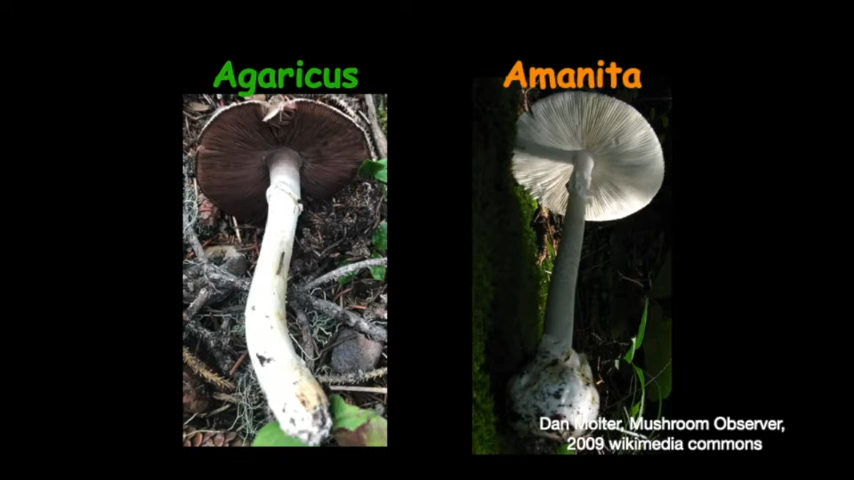 Agaricus
Amanita
Dan Molter, Mushroom Observer,
2009 wikimedia commons